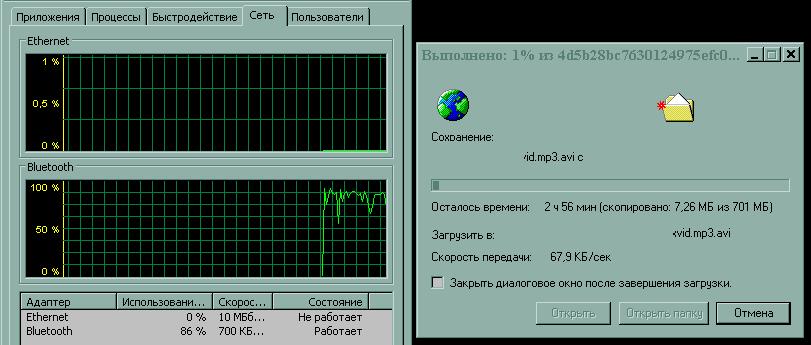 Приложения Процессы Быстродействие Сеть Пользователи
Ethernet
1 %
0,5 %
0 %
Bluetooth
100 %
50 %
0 %
Адаптер Использовани... Скорос... Состояние
Ethernet 0 % 10 МБб... Не работает
Bluetooth 86 % 700 КБ... Работает
Выполнено: 1% из 4d5b28bc7630124975efc0...
Сохранение:
vid.mp3.avi с
Осталось времени: 2 ч 56 мин (скопировано: 7,26 МБ из 701 МБ)
Загрузить в: xvid.mp3.avi
Скорость передачи: 67,9 КБ/сек
Закрыть диалоговое окно после завершения загрузки.
Открыть Открыть папку Отмена